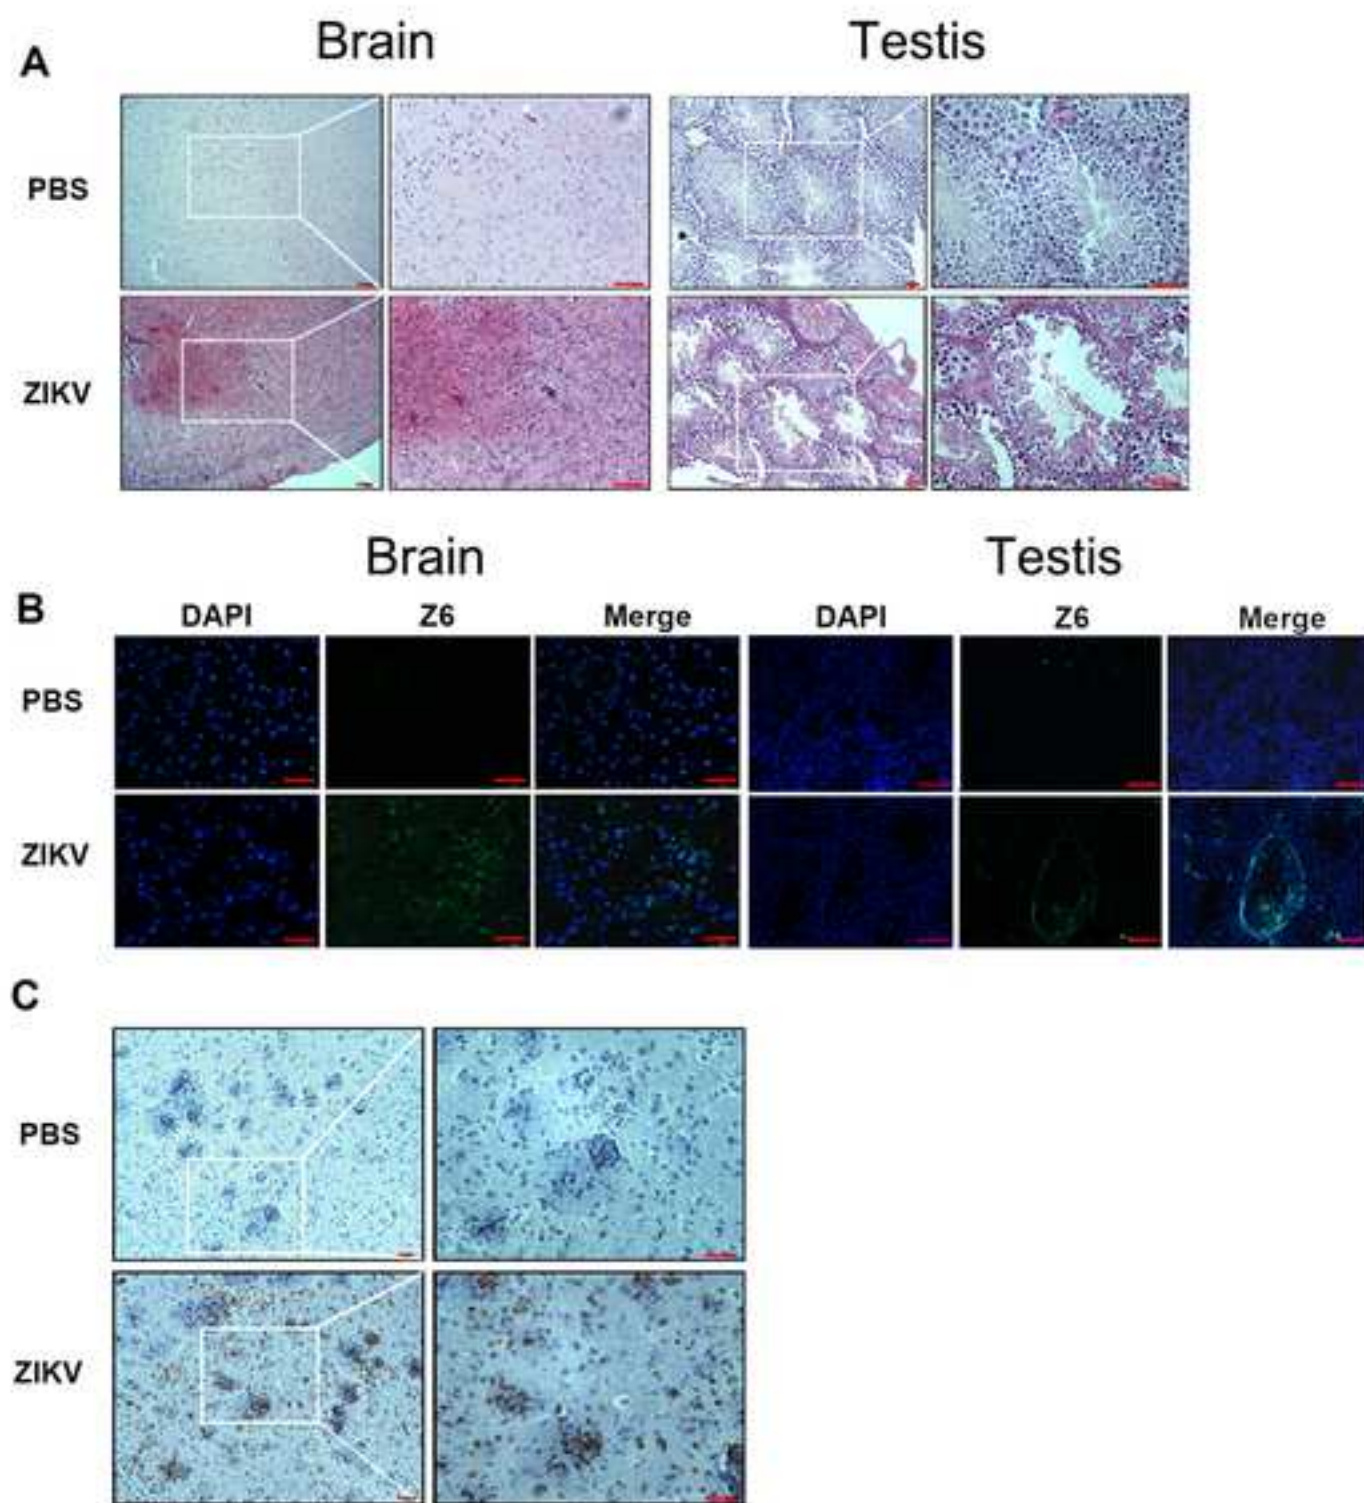 Brain Testis
A
PBS
ZIKV
Brain Testis
B
DAPI Z6 Merge DAPI Z6 Merge
PBS
ZIKV
C
PBS
ZIKV